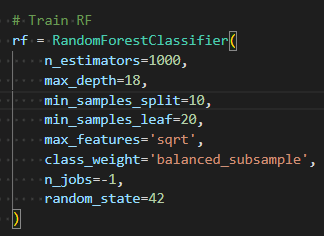 # Train RF
rf = RandomForestClassifier(
    n_estimators=1000,
    max_depth=18,
    min_samples_split=10,
    min_samples_leaf=20,
    max_features='sqrt',
    class_weight='balanced_subsample',
    n_jobs=-1,
    random_state=42
)